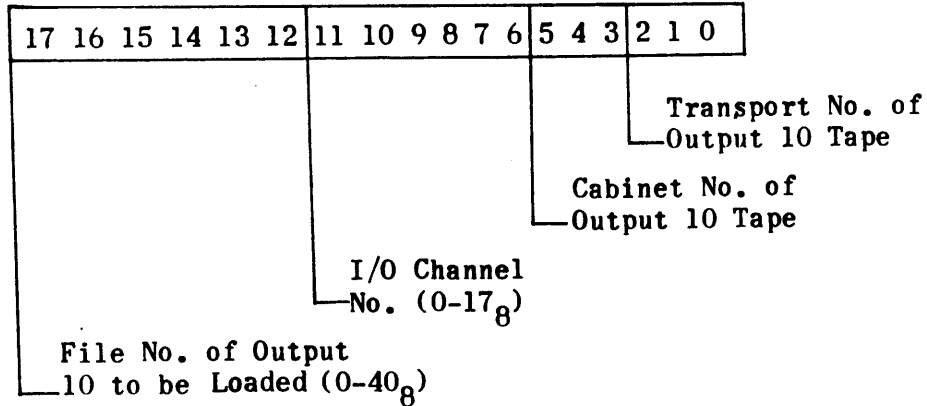 17 16 15 14 13 12 11 10 9 8 7 6 5 4 3 2 1 0
Transport No. of
Output 10 Tape
Cabinet No. of
Output 10 Tape
I/O Channel
No. (0-17₈)
File No. of Output
10 to be Loaded (0-40₈)